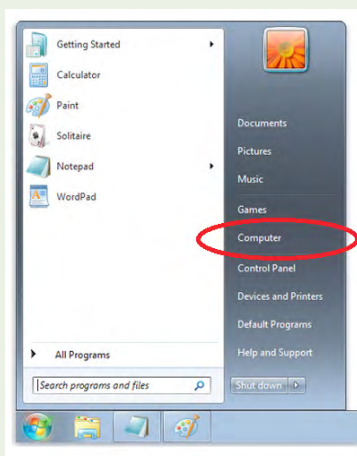 Getting Started
Calculator
Paint
Solitaire
Notepad
WordPad
All Programs
Search programs and files
Documents
Pictures
Music
Games
Computer
Control Panel
Devices and Printers
Default Programs
Help and Support
Shut down